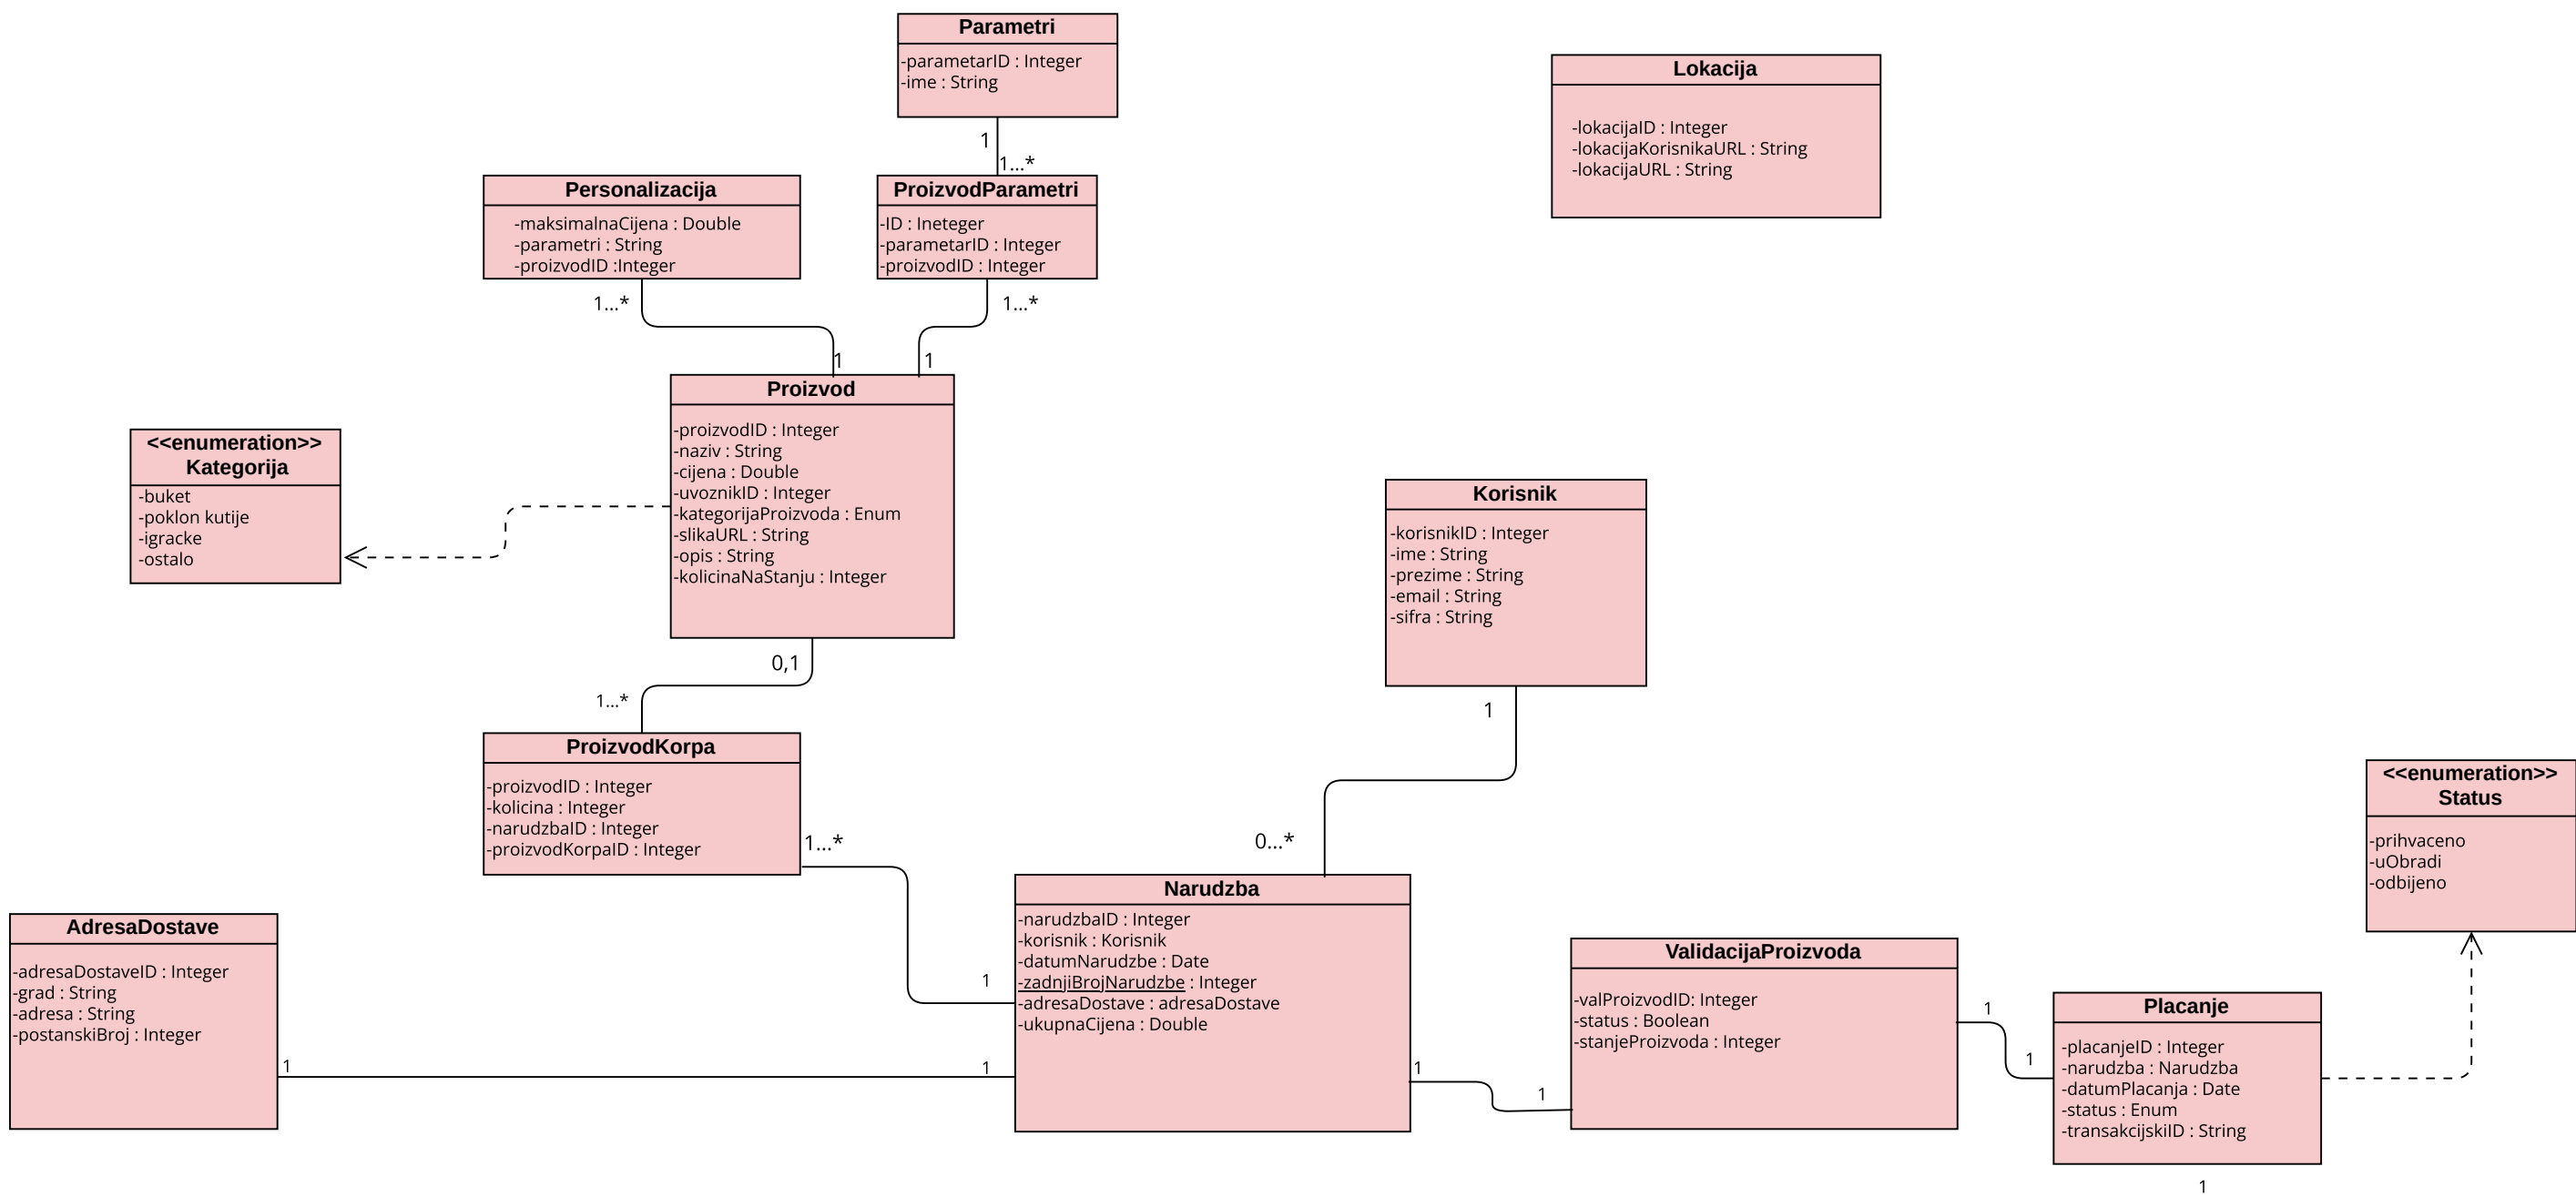 Parametri
-parametarID : Integer
-ime : String
1
1...*
Lokacija
-lokacijaID : Integer
-lokacijaKorisnikaURL : String
-lokacijaURL : String
Personalizacija
-maksimalnaCijena : Double
-parametri : String
-proizvodID :Integer
1...*
1
ProizvodParametri
-ID : Ineteger
-parametarID : Integer
-proizvodID : Integer
1...*
1
Proizvod
-proizvodID : Integer
-naziv : String
-cijena : Double
-uvoznikID : Integer
-kategorijaProizvoda : Enum
-slikaURL : String
-opis : String
-kolicinaNaStanju : Integer
<<enumeration>>
Kategorija
-buket
-poklon kutije
-igracke
-ostalo
Korisnik
-korisnikID : Integer
-ime : String
-prezime : String
-email : String
-sifra : String
0,1
1...*
1
0...*
ProizvodKorpa
-proizvodID : Integer
-kolicina : Integer
-narudzbaID : Integer
-proizvodKorpaID : Integer
1...*
1
<<enumeration>>
Status
-prihvaceno
-uObradi
-odbijeno
AdresaDostave
-adresaDostaveID : Integer
-grad : String
-adresa : String
-postanskiBroj : Integer
1
1
Narudzba
-narudzbaID : Integer
-korisnik : Korisnik
-datumNarudzbe : Date
-zadnjiBrojNarudzbe : Integer
-adresaDostave : adresaDostave
-ukupnaCijena : Double
1
1
ValidacijaProizvoda
-valProizvodID: Integer
-status : Boolean
-stanjeProizvoda : Integer
1
1
Placanje
-placanjeID : Integer
-narudzba : Narudzba
-datumPlacanja : Date
-status : Enum
-transakcijskiID : String
1